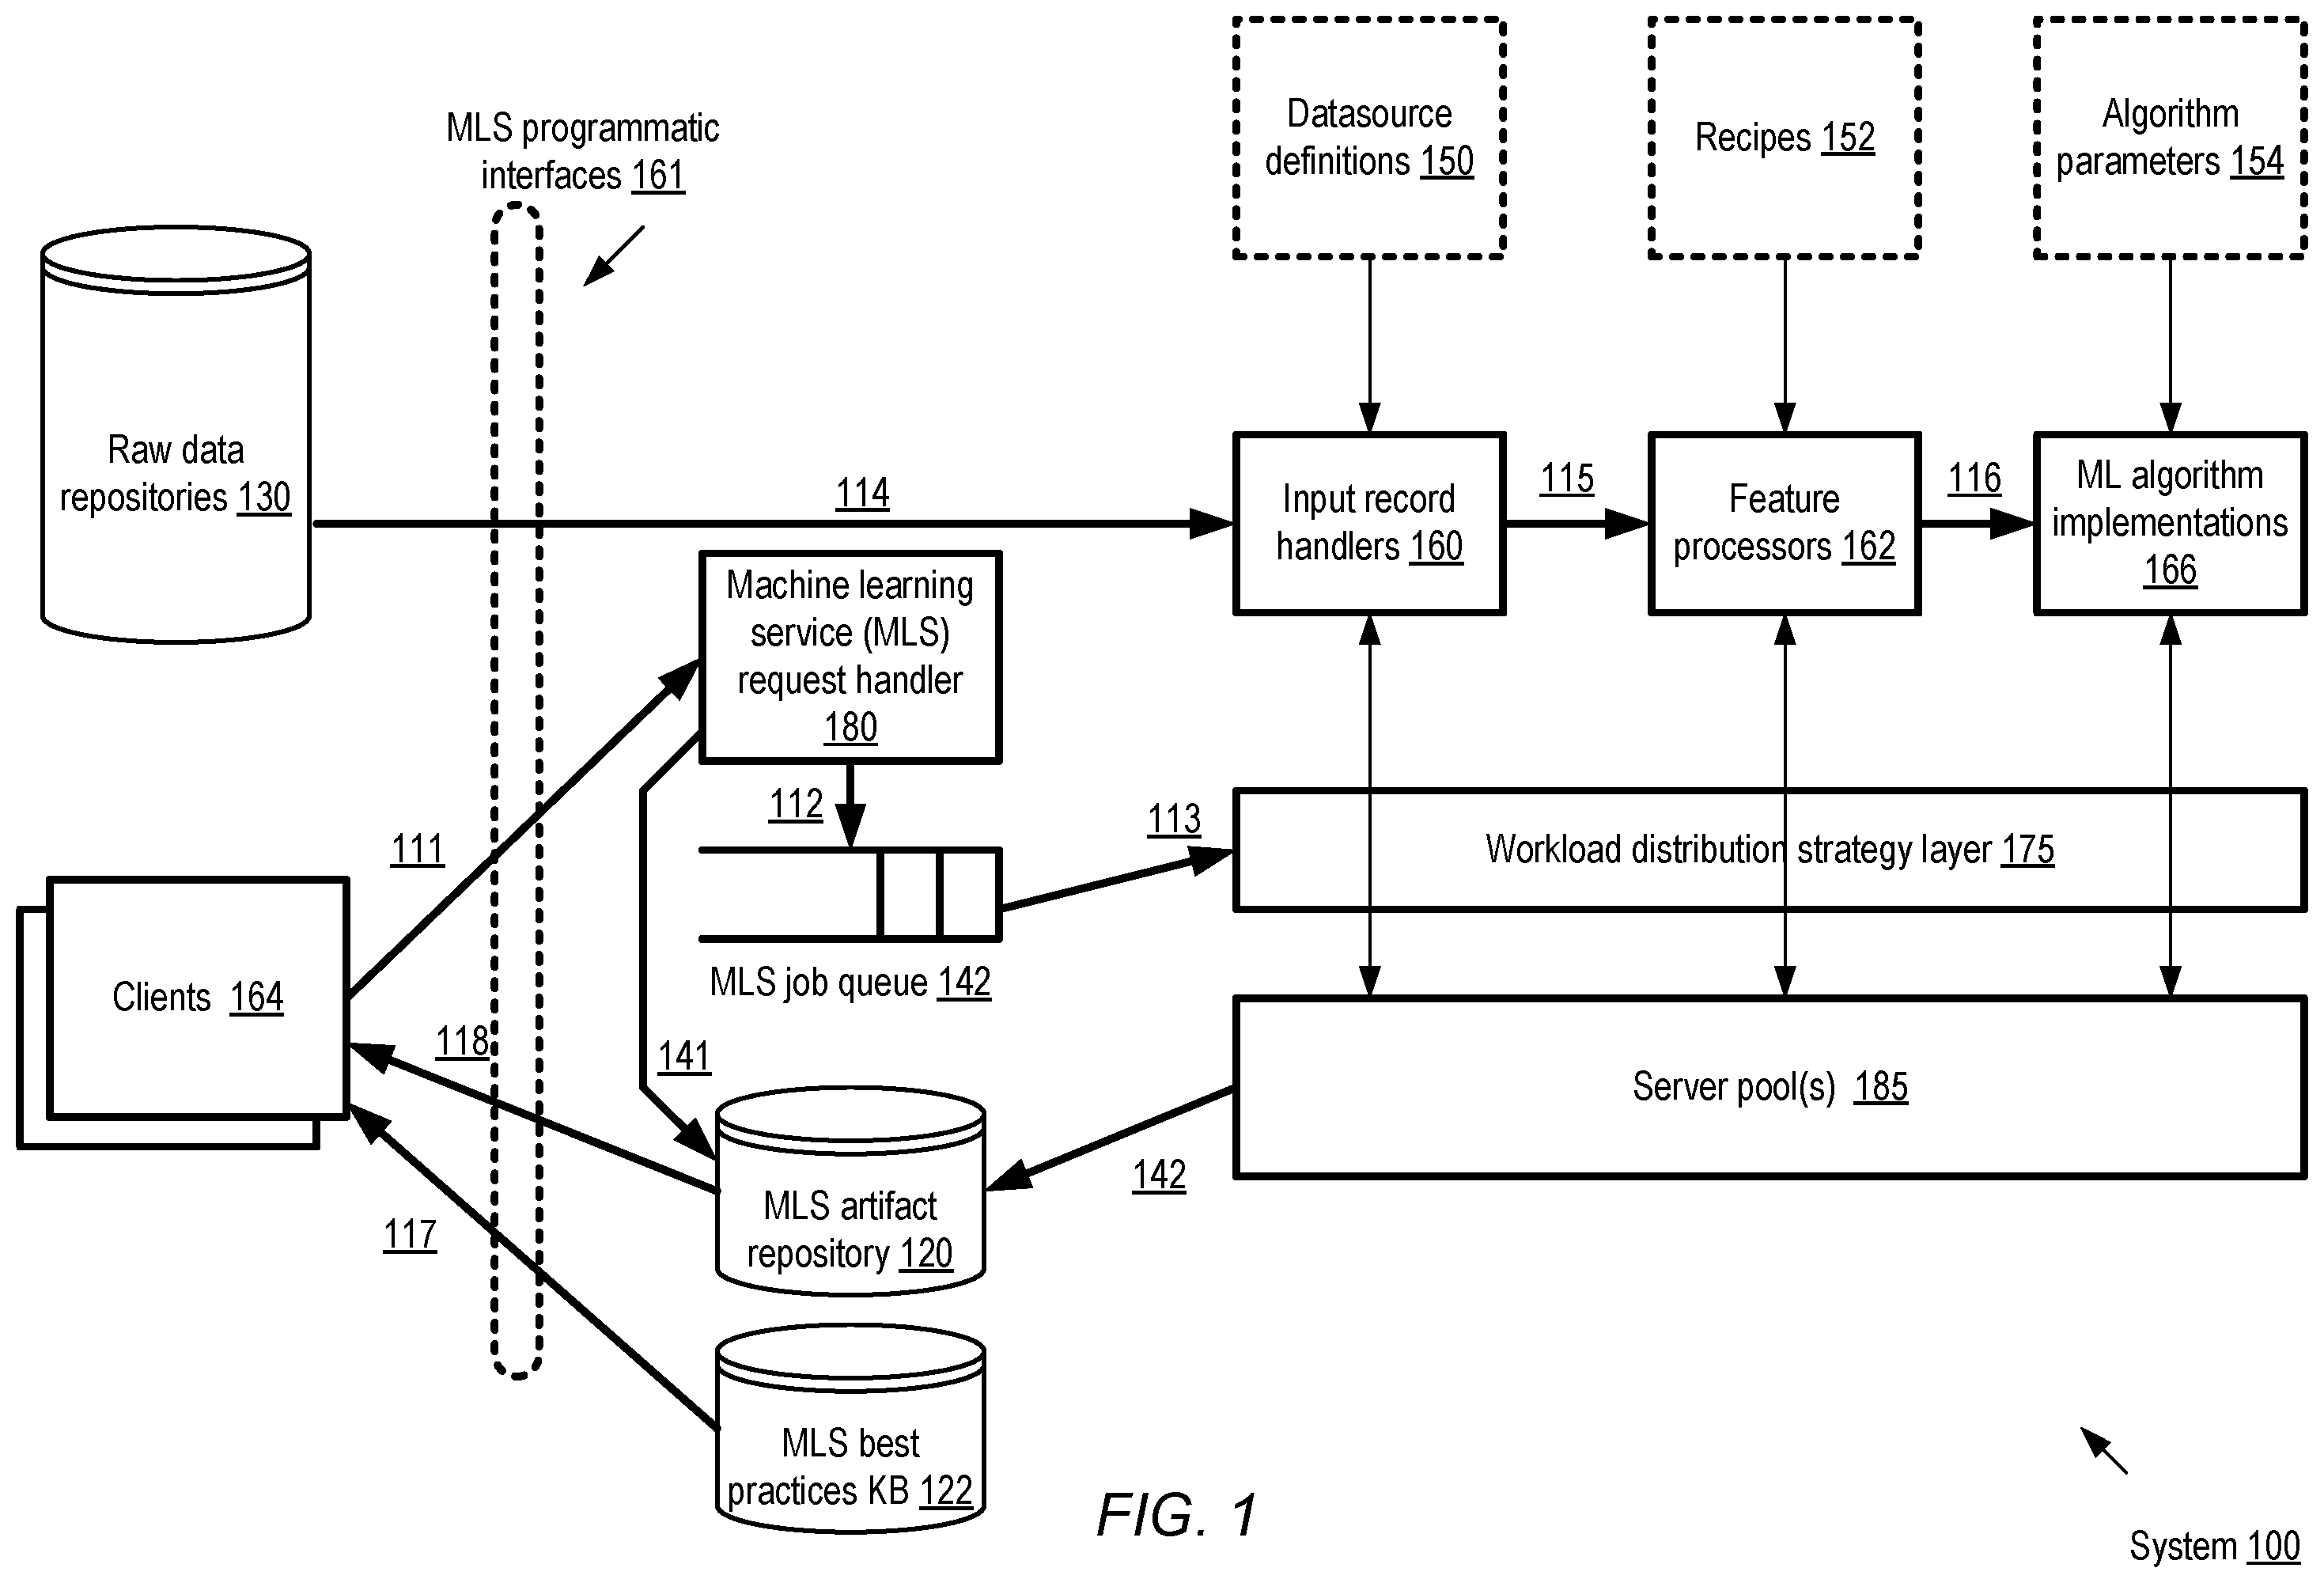 MLS programmatic
interfaces 161
Datasource
definitions 150
Recipes 152
Algorithm
parameters 154
Raw data
repositories 130
114
Input record
handlers 160
115
Feature
processors 162
116
ML algorithm
implementations
166
Machine learning
service (MLS)
request handler
180
111
112
113
Workload distribution strategy layer 175
MLS job queue 142
Clients 164
118
141
142
Server pool(s) 185
MLS artifact
repository 120
117
MLS best
practices KB 122
FIG. 1
System 100